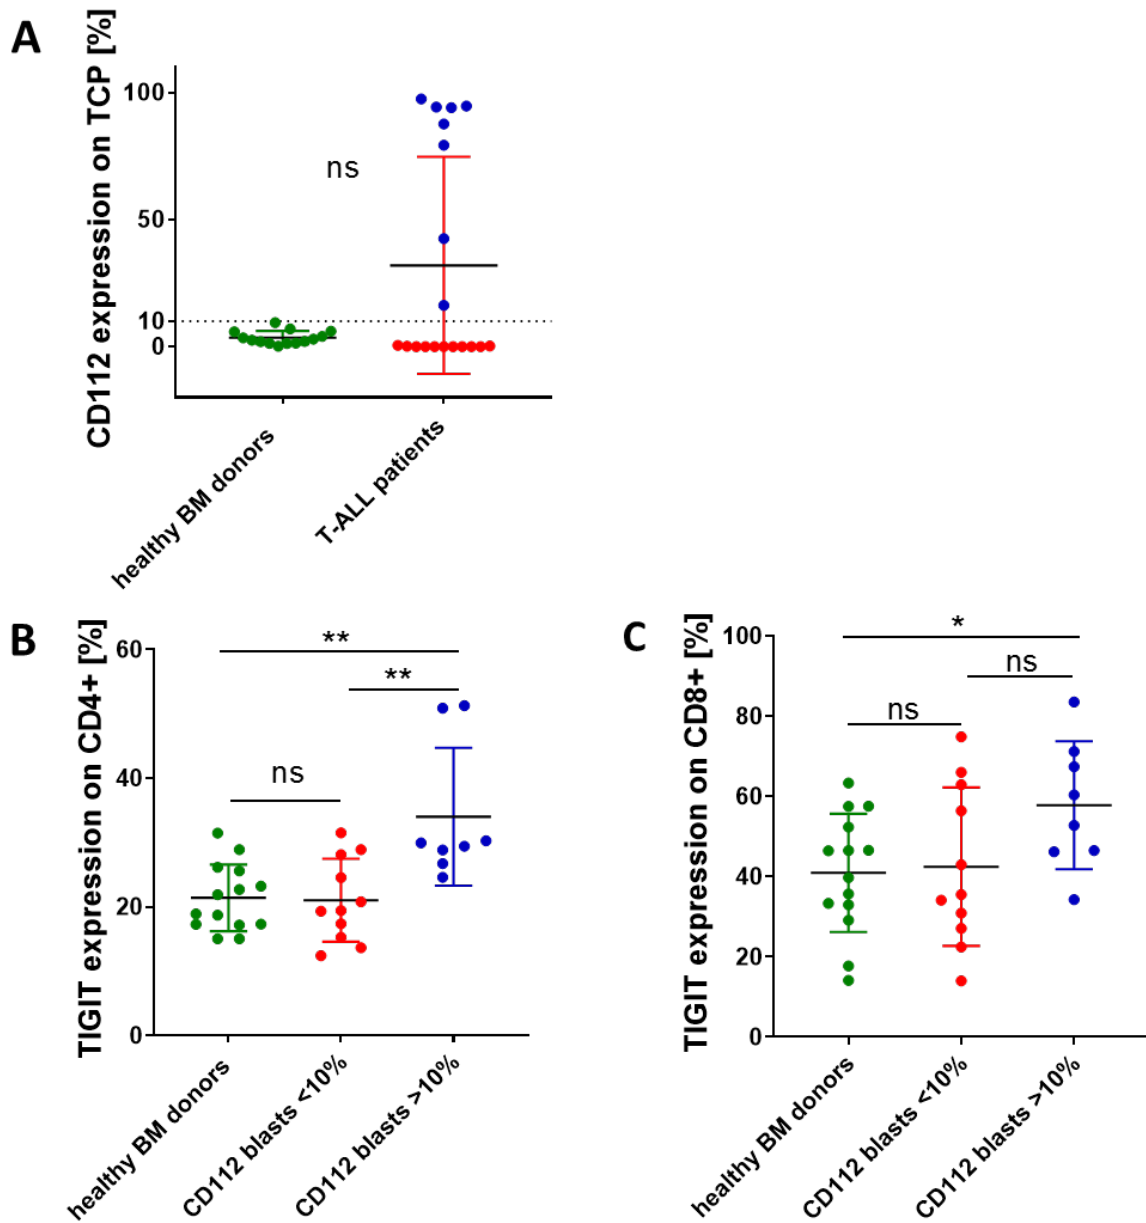 A
CD112 expression on TCP [%]
100
50
10
0
ns
healthy BM donors
T-ALL patients
B
TIGIT expression on CD4+ [%]
60
40
20
0
**
**
ns
healthy BM donors
CD112 blasts <10%
CD112 blasts >10%
C
TIGIT expression on CD8+ [%]
100
80
60
40
20
0
*
ns
ns
healthy BM donors
CD112 blasts <10%
CD112 blasts >10%